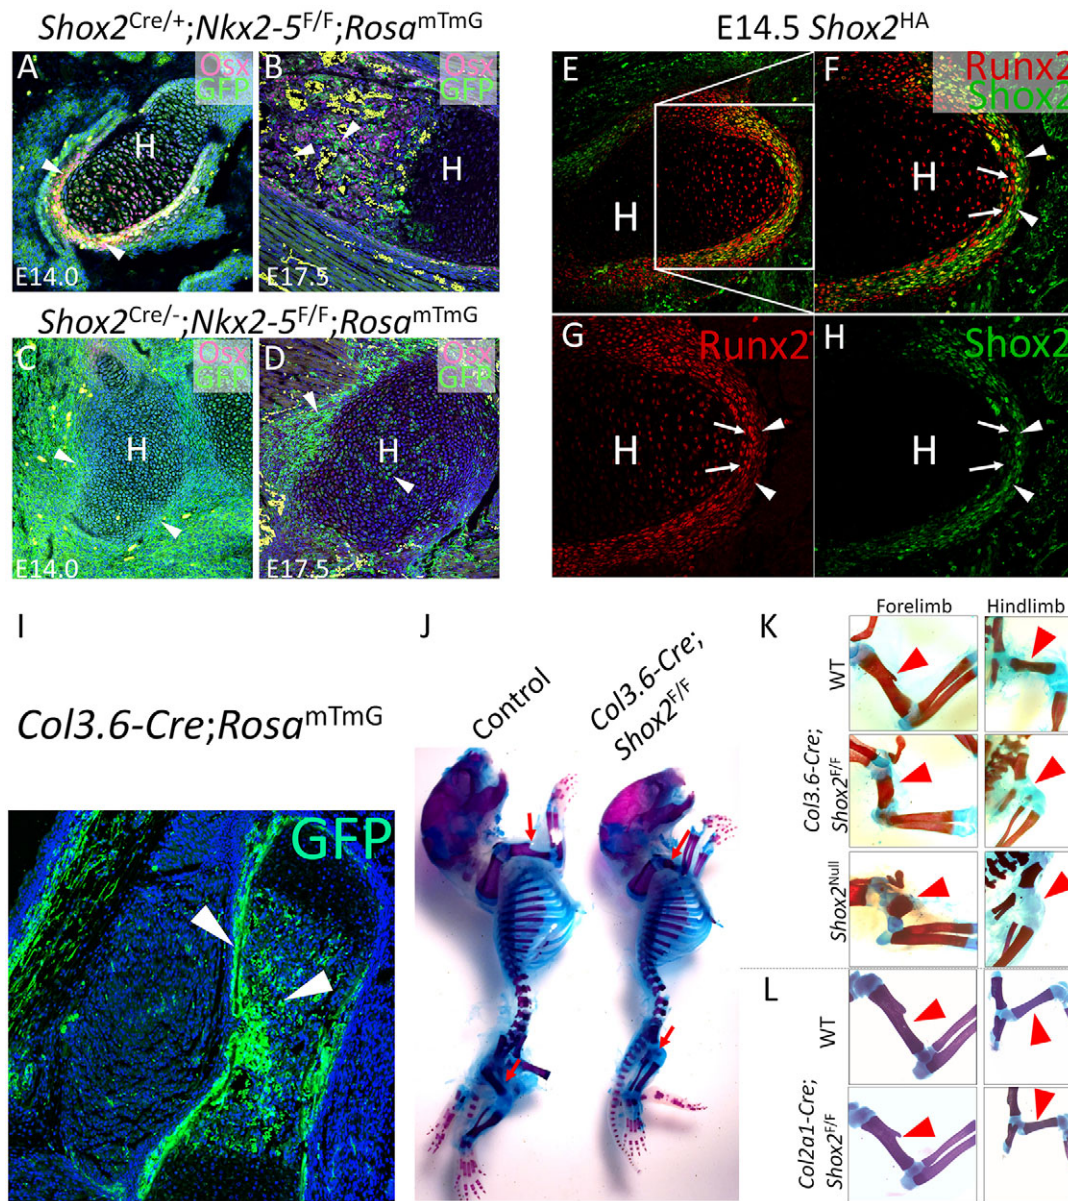 Shox2Cre/+;Nkx2-5F/F;RosamTmG
E14.5 Shox2HA
A
Osx
GFP
H
E14.0
B
Osx
GFP
H
E17.5
Shox2Cre/-;Nkx2-5F/F;RosamTmG
C
Osx
GFP
H
E14.0
D
Osx
GFP
H
E17.5
E
H
F
Runx2
Shox2
H
G
Runx2
H
H
Shox2
H
I
Col3.6-Cre;RosamTmG
GFP
J
Control
Col3.6-Cre;
Shox2F/F
K
Forelimb
Hindlimb
WT
Col3.6-Cre;
Shox2F/F
Shox2Null
L
WT
Col2a1-Cre;
Shox2F/F